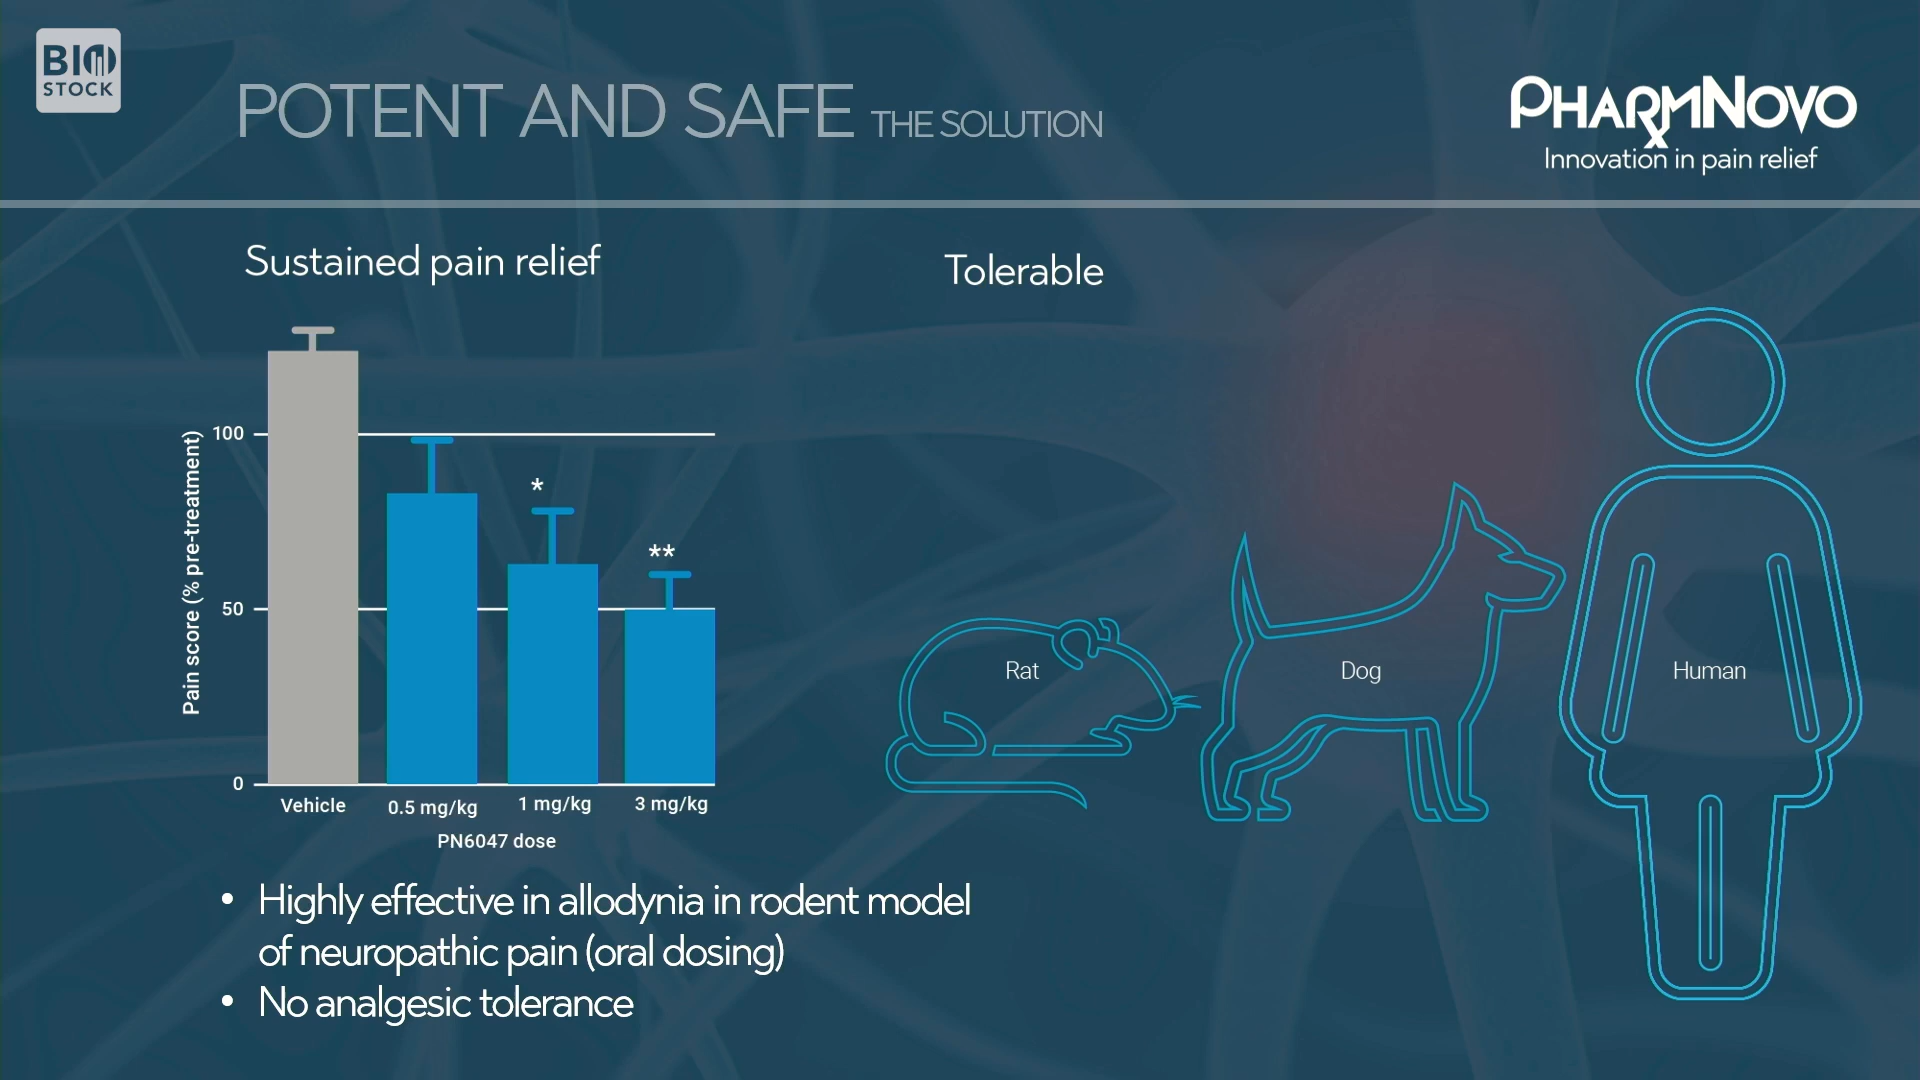 BIO
STOCK
POTENT AND SAFE THE SOLUTION
PHARMNOVO
Innovation in pain relief
Sustained pain relief
Pain score (% pre-treatment)
100
50
0
*
**
Vehicle
0.5 mg/kg
1 mg/kg
3 mg/kg
PN6047 dose
• Highly effective in allodynia in rodent model
of neuropathic pain (oral dosing)
• No analgesic tolerance
Tolerable
Rat
Dog
Human